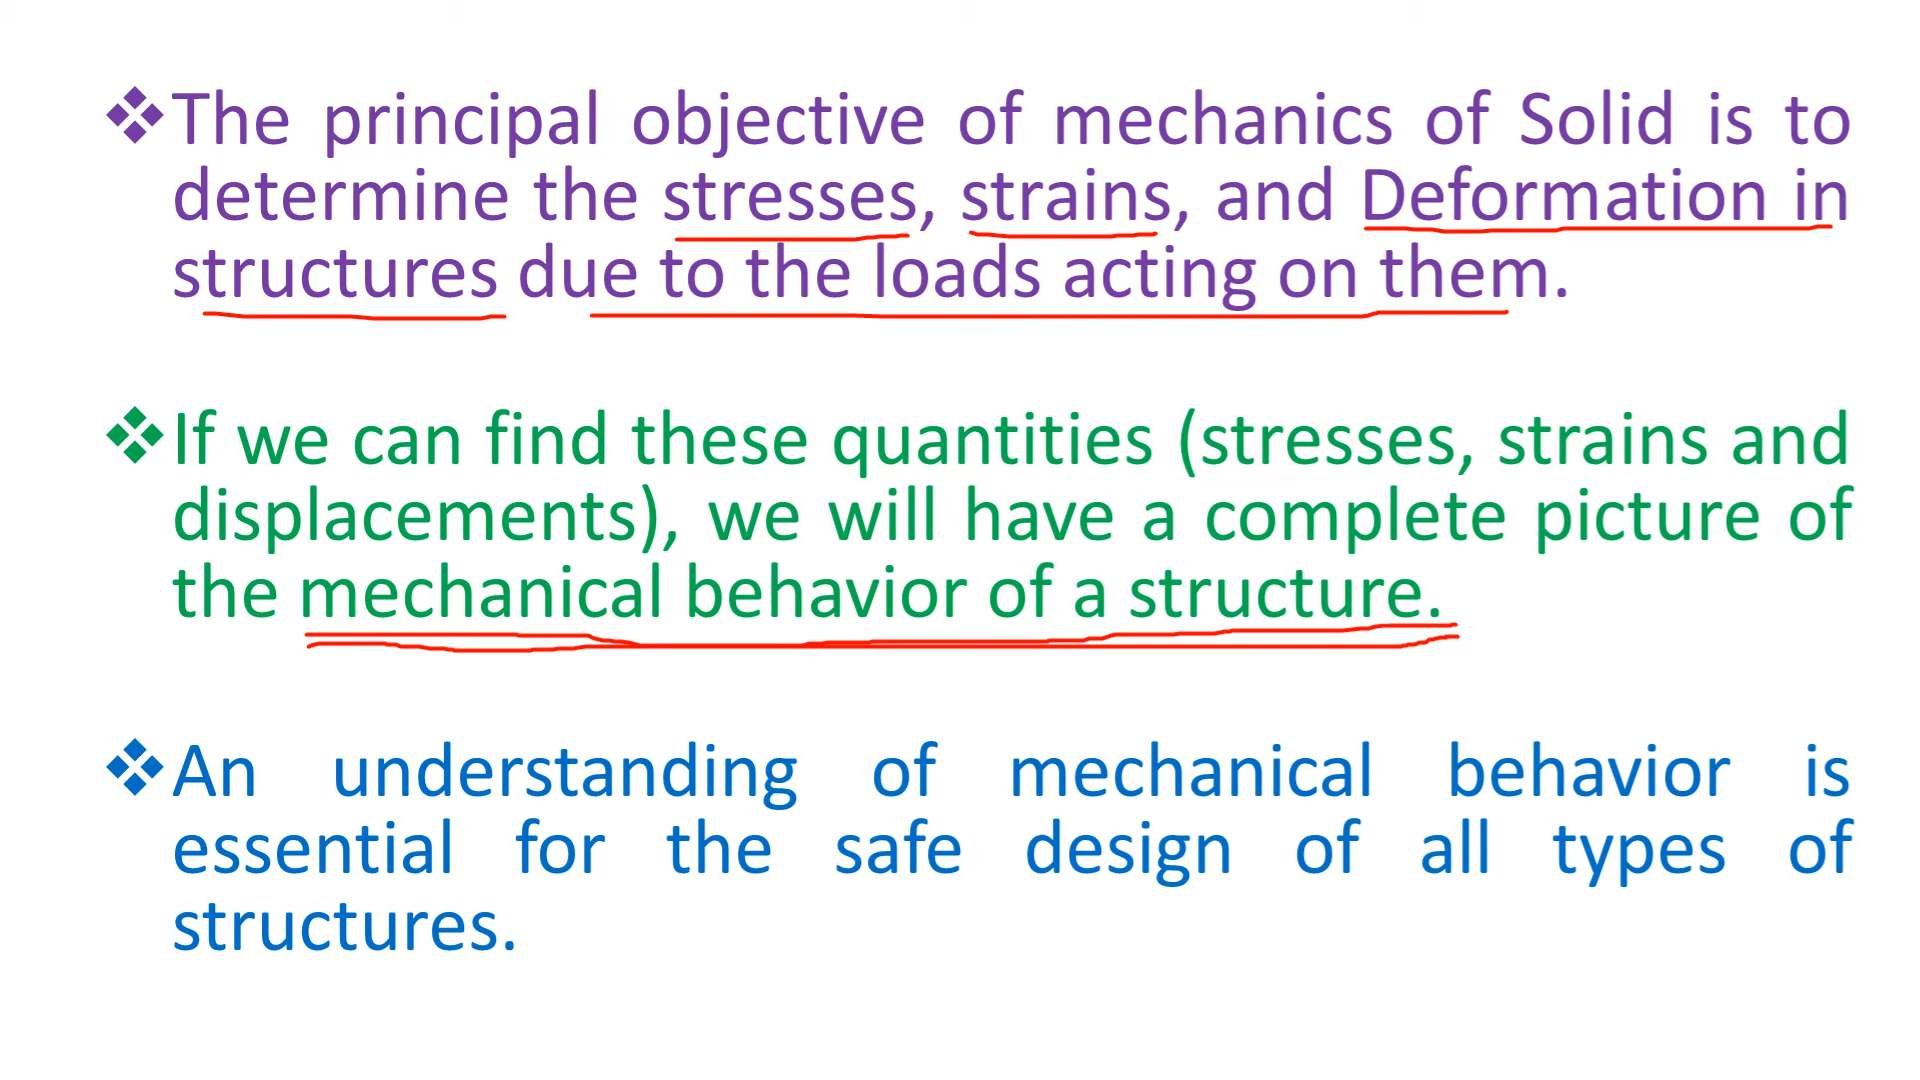 ❖The principal objective of mechanics of Solid is to
determine the stresses, strains, and Deformation in
structures due to the loads acting on them.
❖If we can find these quantities (stresses, strains and
displacements), we will have a complete picture of
the mechanical behavior of a structure.
❖An understanding of mechanical behavior is
essential for the safe design of all types of
structures.